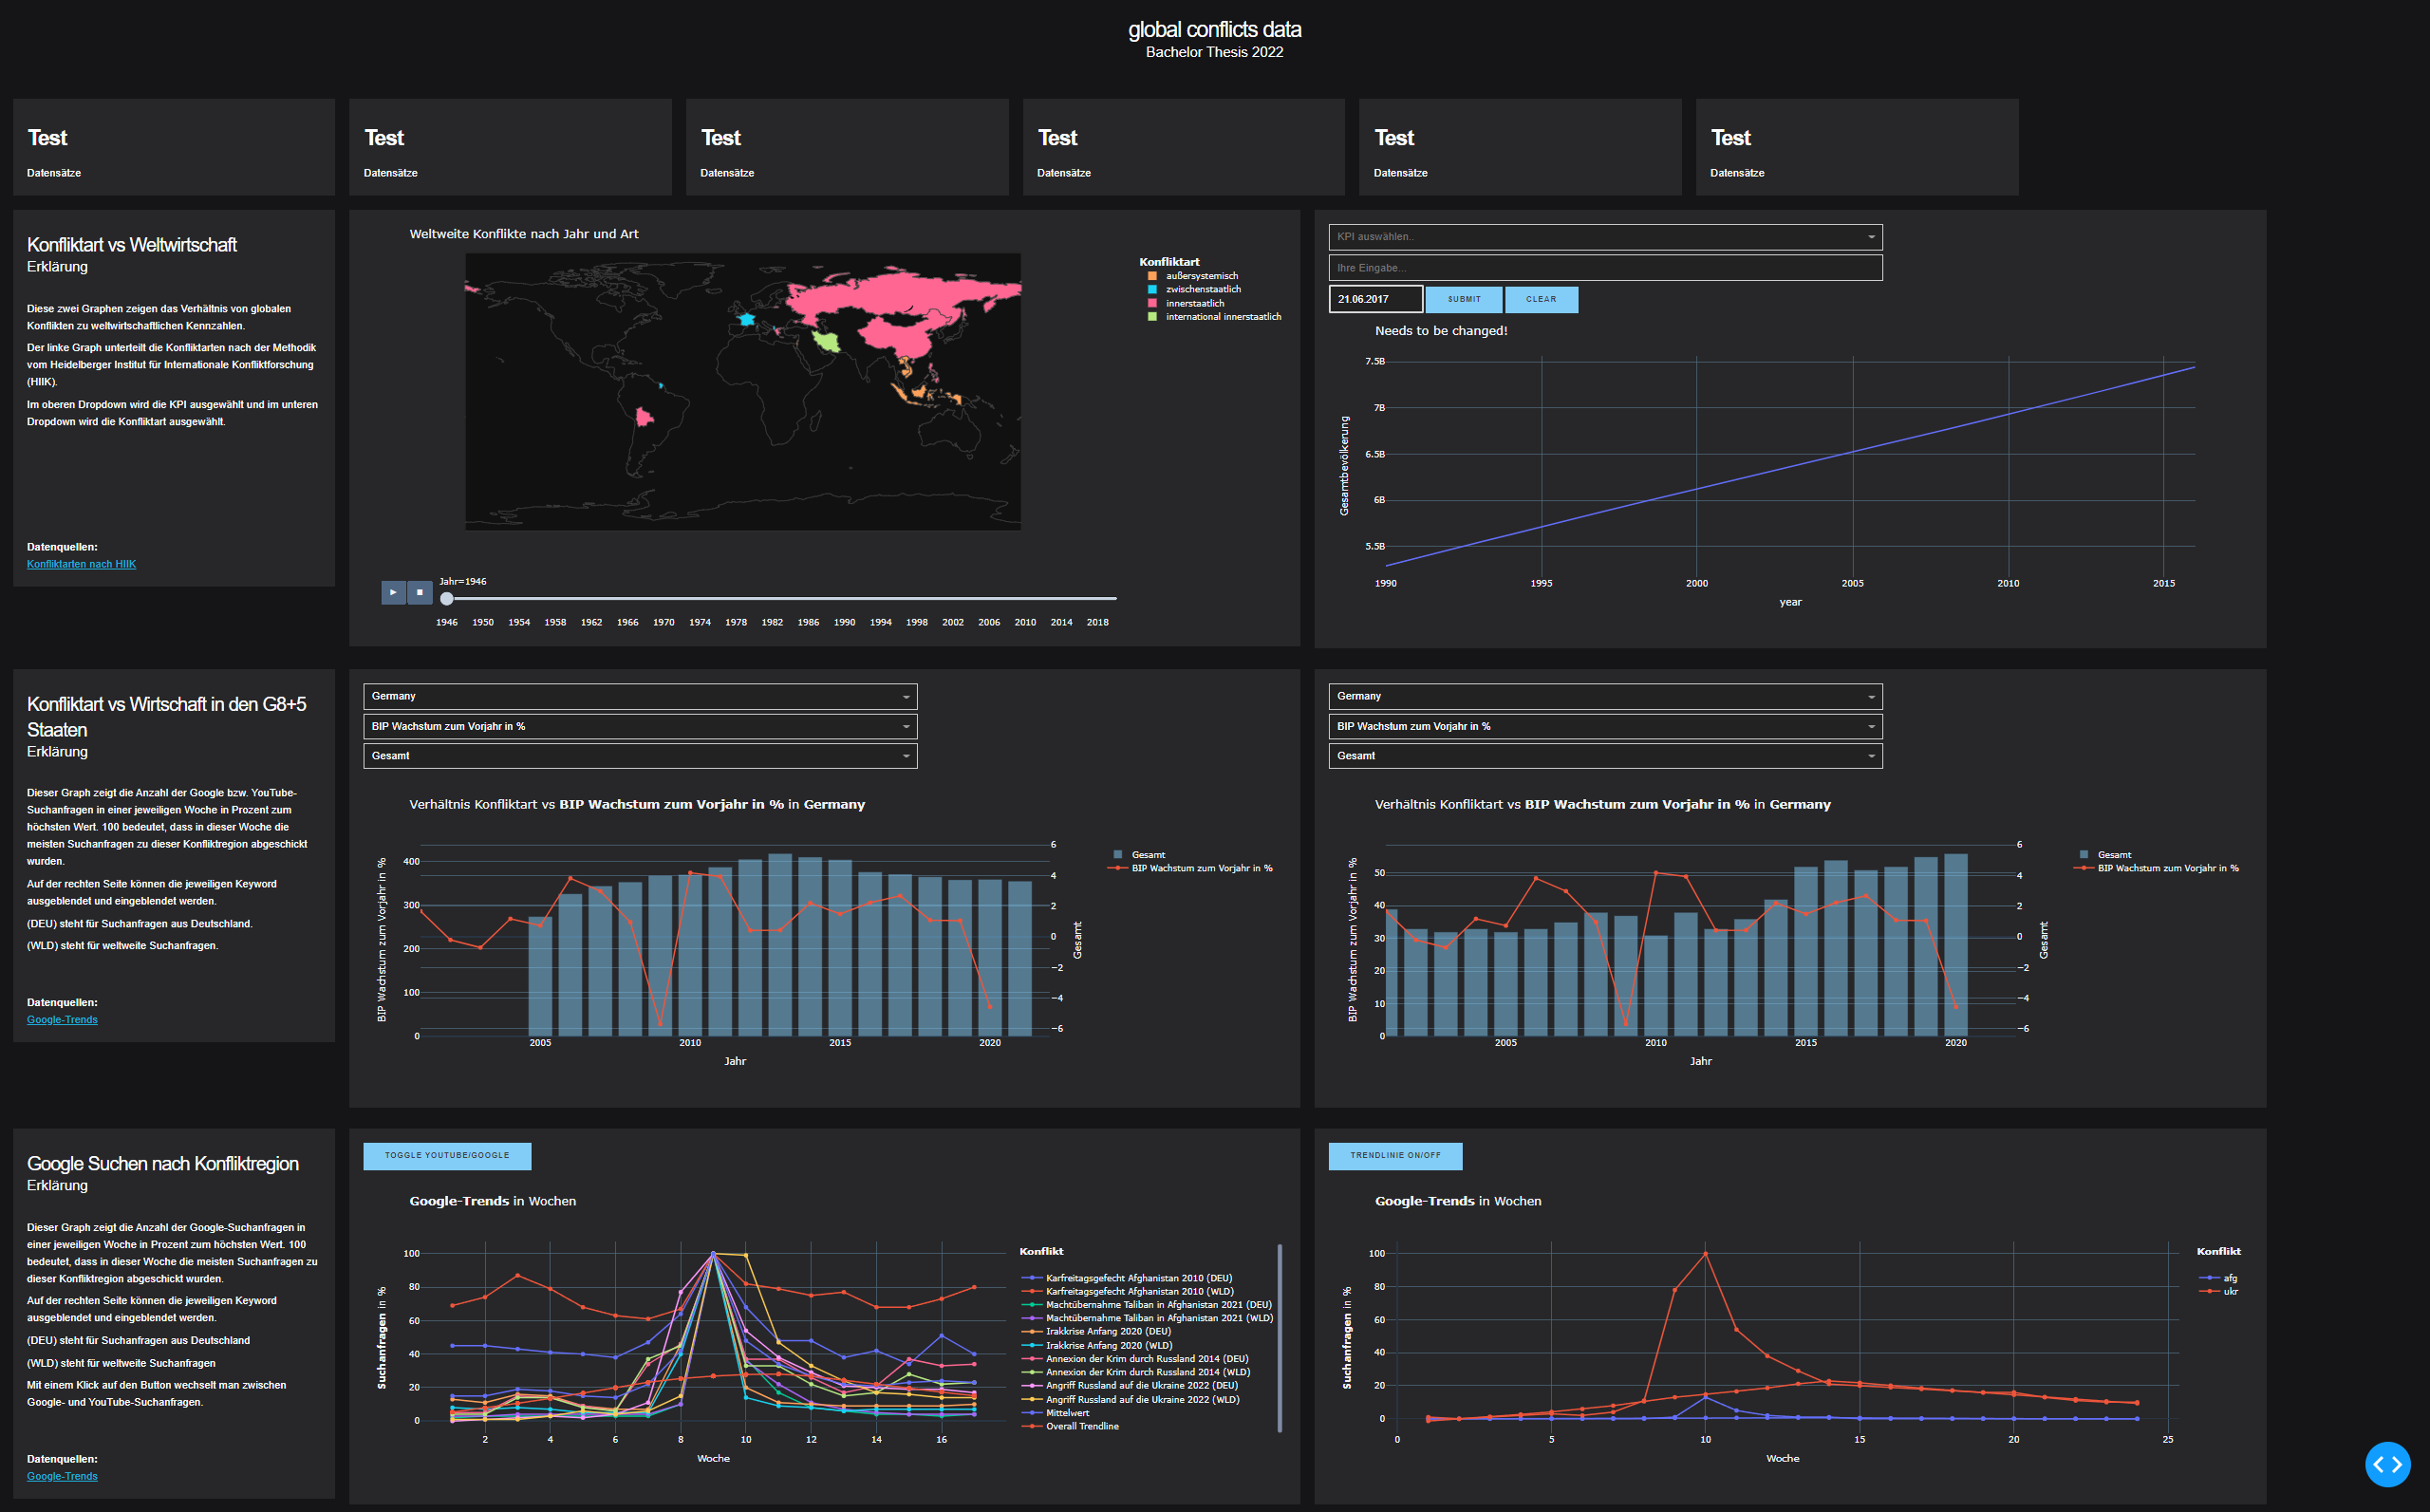 global conflicts data
Bachelor Thesis 2022
Test
Datensätze
Test
Datensätze
Test
Datensätze
Test
Datensätze
Test
Datensätze
Test
Datensätze
Konfliktart vs Weltwirtschaft
Erklärung
Diese zwei Graphen zeigen das Verhältnis von globalen
Konflikten zu weltwirtschaftlichen Kennzahlen.
Der linke Graph unterteilt die Konfliktarten nach der Methodik
vom Heidelberger Institut für Internationale Konfliktforschung
(HIIK).
Im oberen Dropdown wird die KPI ausgewählt und im unteren
Dropdown wird die Konfliktart ausgewählt.
Datenquellen:
Konfliktarten nach HIIK
Weltweite Konflikte nach Jahr und Art
Konfliktart
außersystemisch
zwischenstaatlich
innerstaatlich
international innerstaatlich
Jahr=1946
1946 1950 1954 1958 1962 1966 1970 1974 1978 1982 1986 1990 1994 1998 2002 2006 2010 2014 2018
KPI auswählen..
Ihre Eingabe...
21.06.2017 SUBMIT CLEAR
Needs to be changed!
Gesamtbevölkerung
7.5B
7B
6.5B
6B
5.5B
1990 1995 2000 2005 2010 2015
year
Konfliktart vs Wirtschaft in den G8+5
Staaten
Erklärung
Dieser Graph zeigt die Anzahl der Google bzw. YouTube-
Suchanfragen in einer jeweiligen Woche in Prozent zum
höchsten Wert. 100 bedeutet, dass in dieser Woche die
meisten Suchanfragen zu dieser Konfliktregion abgeschickt
wurden.
Auf der rechten Seite können die jeweiligen Keyword
ausgeblendet und eingeblendet werden.
(DEU) steht für Suchanfragen aus Deutschland.
(WLD) steht für weltweite Suchanfragen.
Datenquellen:
Google-Trends
Germany
BIP Wachstum zum Vorjahr in %
Gesamt
Verhältnis Konfliktart vs BIP Wachstum zum Vorjahr in % in Germany
BIP Wachstum zum Vorjahr in %
400
300
200
100
0
6
4
2
0
−2
−4
−6
Gesamt
2005 2010 2015 2020
Jahr
Gesamt
BIP Wachstum zum Vorjahr in %
Germany
BIP Wachstum zum Vorjahr in %
Gesamt
Verhältnis Konfliktart vs BIP Wachstum zum Vorjahr in % in Germany
BIP Wachstum zum Vorjahr in %
50
40
30
20
10
0
6
4
2
0
−2
−4
−6
Gesamt
2005 2010 2015 2020
Jahr
Gesamt
BIP Wachstum zum Vorjahr in %
Google Suchen nach Konfliktregion
Erklärung
Dieser Graph zeigt die Anzahl der Google-Suchanfragen in
einer jeweiligen Woche in Prozent zum höchsten Wert. 100
bedeutet, dass in dieser Woche die meisten Suchanfragen zu
dieser Konfliktregion abgeschickt wurden.
Auf der rechten Seite können die jeweiligen Keyword
ausgeblendet und eingeblendet werden.
(DEU) steht für Suchanfragen aus Deutschland
(WLD) steht für weltweite Suchanfragen
Mit einem Klick auf den Button wechselt man zwischen
Google- und YouTube-Suchanfragen.
Datenquellen:
Google-Trends
TOGGLE YOUTUBE/GOOGLE
Google-Trends in Wochen
Suchanfragen in %
100
80
60
40
20
0
2 4 6 8 10 12 14 16
Woche
Konflikt
Karfreitagsgefecht Afghanistan 2010 (DEU)
Karfreitagsgefecht Afghanistan 2010 (WLD)
Machtübernahme Taliban in Afghanistan 2021 (DEU)
Machtübernahme Taliban in Afghanistan 2021 (WLD)
Irakkrise Anfang 2020 (DEU)
Irakkrise Anfang 2020 (WLD)
Annexion der Krim durch Russland 2014 (DEU)
Annexion der Krim durch Russland 2014 (WLD)
Angriff Russland auf die Ukraine 2022 (DEU)
Angriff Russland auf die Ukraine 2022 (WLD)
Mittelwert
Overall Trendline
TRENDLINIE ON/OFF
Google-Trends in Wochen
Suchanfragen in %
100
80
60
40
20
0
0 5 10 15 20 25
Woche
Konflikt
afg
ukr